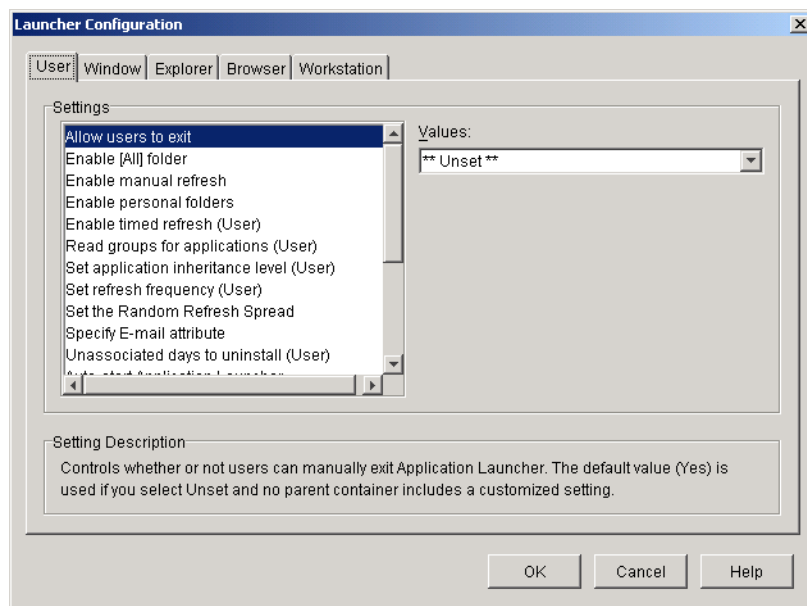 Launcher Configuration
User Window Explorer Browser Workstation
Settings
Allow users to exit
Enable [All] folder
Enable manual refresh
Enable personal folders
Enable timed refresh (User)
Read groups for applications (User)
Set application inheritance level (User)
Set refresh frequency (User)
Set the Random Refresh Spread
Specify E-mail attribute
Unassociated days to uninstall (User)
Auto-start Application Launcher
Values:
** Unset **
Setting Description
Controls whether or not users can manually exit Application Launcher. The default value (Yes) is
used if you select Unset and no parent container includes a customized setting.
OK Cancel Help